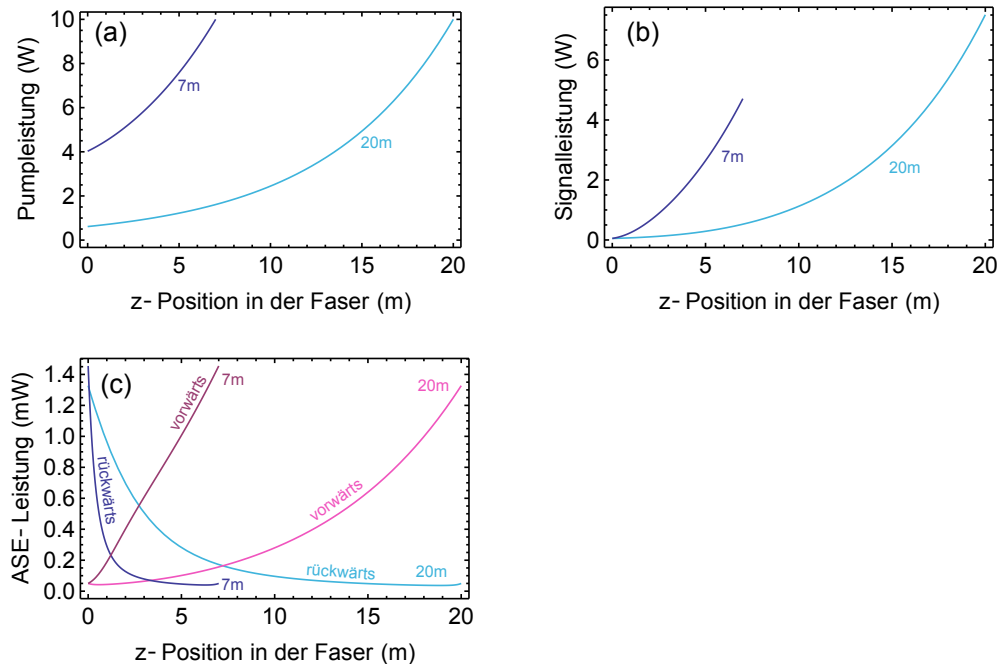 (a)
Pumpleistung (W)
10
8
6
4
2
0
7m
20m
0 5 10 15 20
z- Position in der Faser (m)
(b)
Signalleistung (W)
6
4
2
0
7m
20m
0 5 10 15 20
z- Position in der Faser (m)
(c)
ASE- Leistung (mW)
1.4
1.2
1.0
0.8
0.6
0.4
0.2
0.0
rückwärts
vorwärts
7m
20m
vorwärts
rückwärts
20m
7m
0 5 10 15 20
z- Position in der Faser (m)